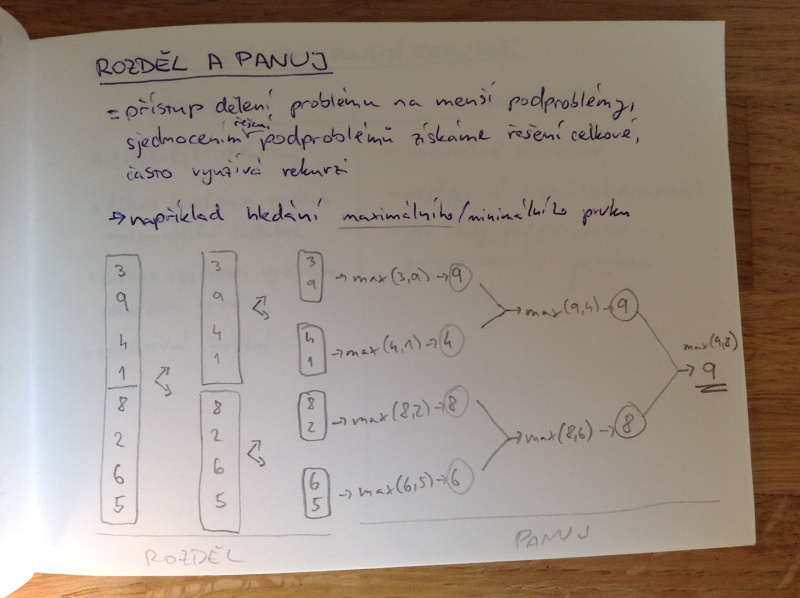 ROZDĚL A PANUJ
= přístup dělení problému na menší podproblémy,
sjednocením řešení podproblémů získáme řešení celkové,
často využívá rekurzi
→ například hledání maximálního/minimálního prvku
3 9 4 1 8 2 6 5
3 9 4 1
8 2 6 5
3 9 → max(3,9) → 9
4 1 → max(4,1) → 4
8 2 → max(8,2) → 8
6 5 → max(6,5) → 6
max(9,4) → 9
max(8,6) → 8
max(9,8)
→ 9
ROZDĚL
PANUJ